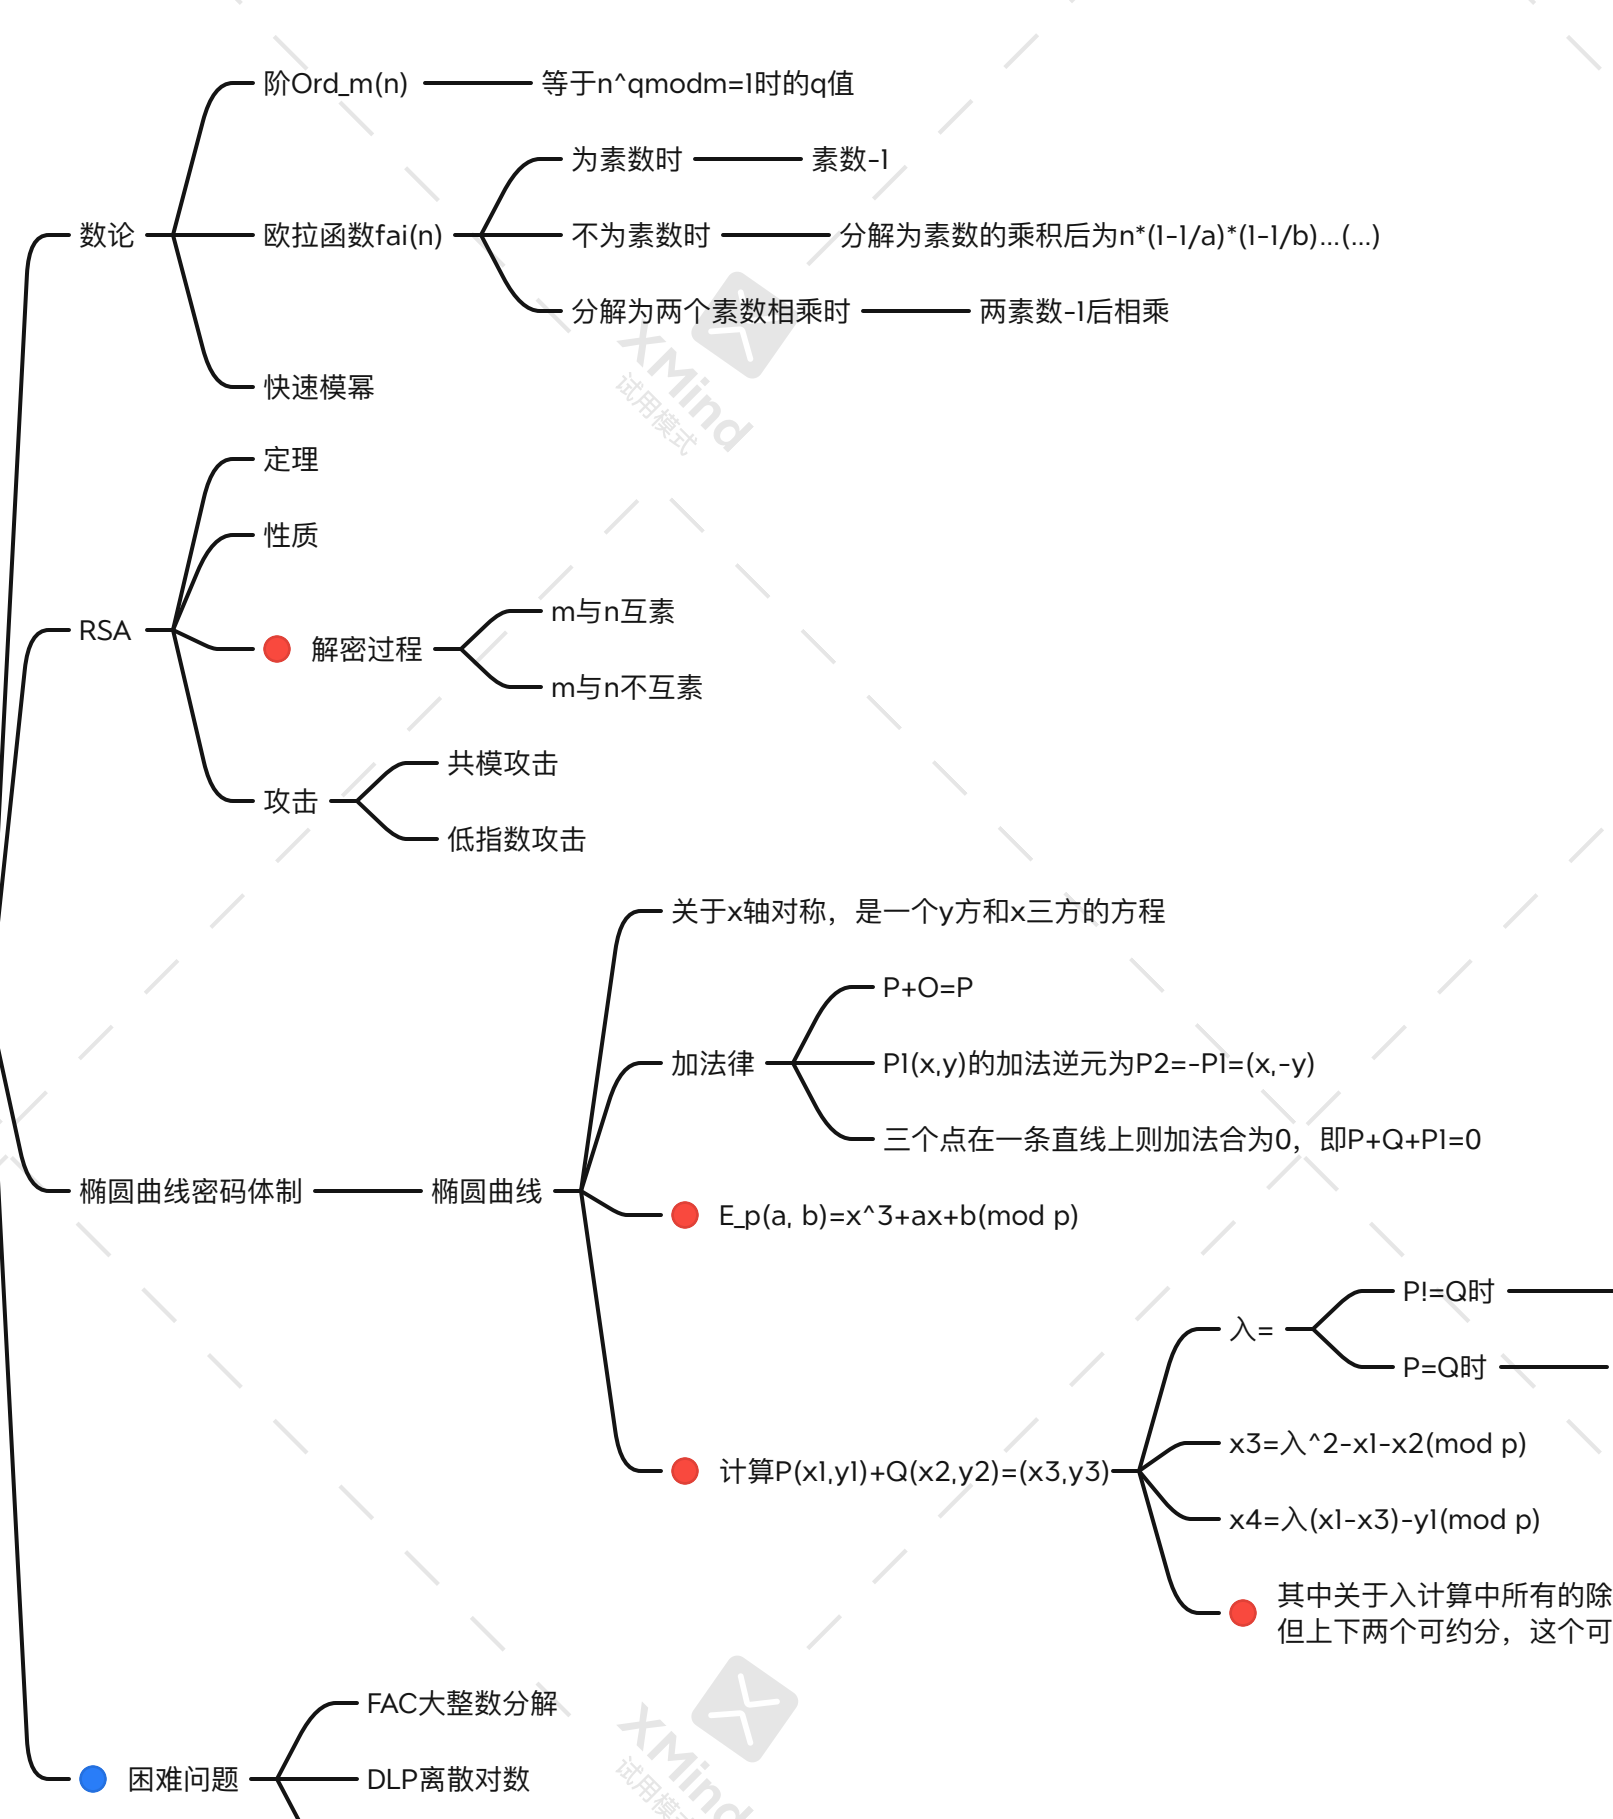 阶Ord_m(n)
等于n^qmodm=1时的q值
为素数时
素数-1
数论
欧拉函数fai(n)
不为素数时
分解为素数的乘积后为n*(1-1/a)*(1-1/b)...(...)
分解为两个素数相乘时
两素数-1后相乘
快速模幂
XMind
试用模式
定理
性质
RSA
解密过程
m与n互素
m与n不互素
攻击
共模攻击
低指数攻击
关于x轴对称，是一个y方和x三方的方程
P+O=P
加法律
P1(x,y)的加法逆元为P2=-P1=(x,-y)
三个点在一条直线上则加法合为0，即P+Q+P1=0
椭圆曲线密码体制
椭圆曲线
E_p(a, b)=x^3+ax+b(mod p)
P!=Q时
入=
P=Q时
x3=入^2-x1-x2(mod p)
计算P(x1,y1)+Q(x2,y2)=(x3,y3)
x4=入(x1-x3)-y1(mod p)
其中关于入计算中所有的除
但上下两个可约分，这个可
FAC大整数分解
困难问题
DLP离散对数
XMind
试用模式